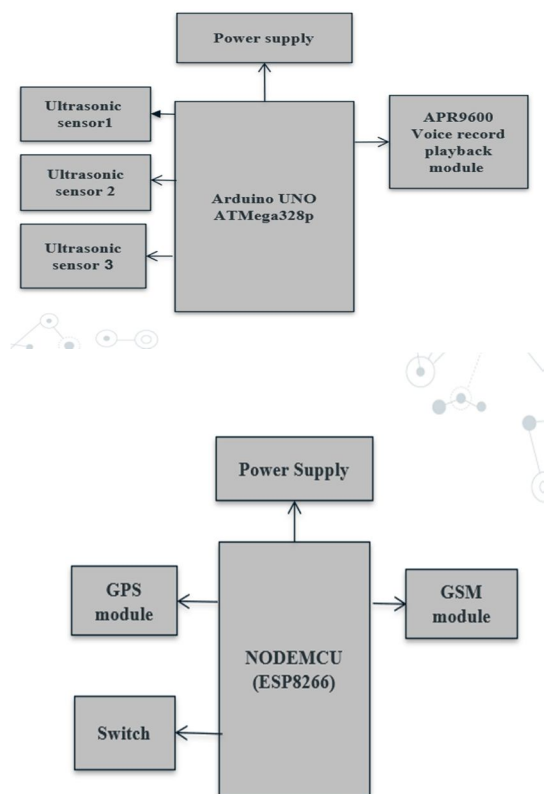 Power supply
Ultrasonic
sensor1
APR9600
Voice record
playback
module
Ultrasonic
sensor 2
Arduino UNO
ATMega328p
Ultrasonic
sensor 3
Power Supply
GPS
module
GSM
module
NODEMCU
(ESP8266)
Switch